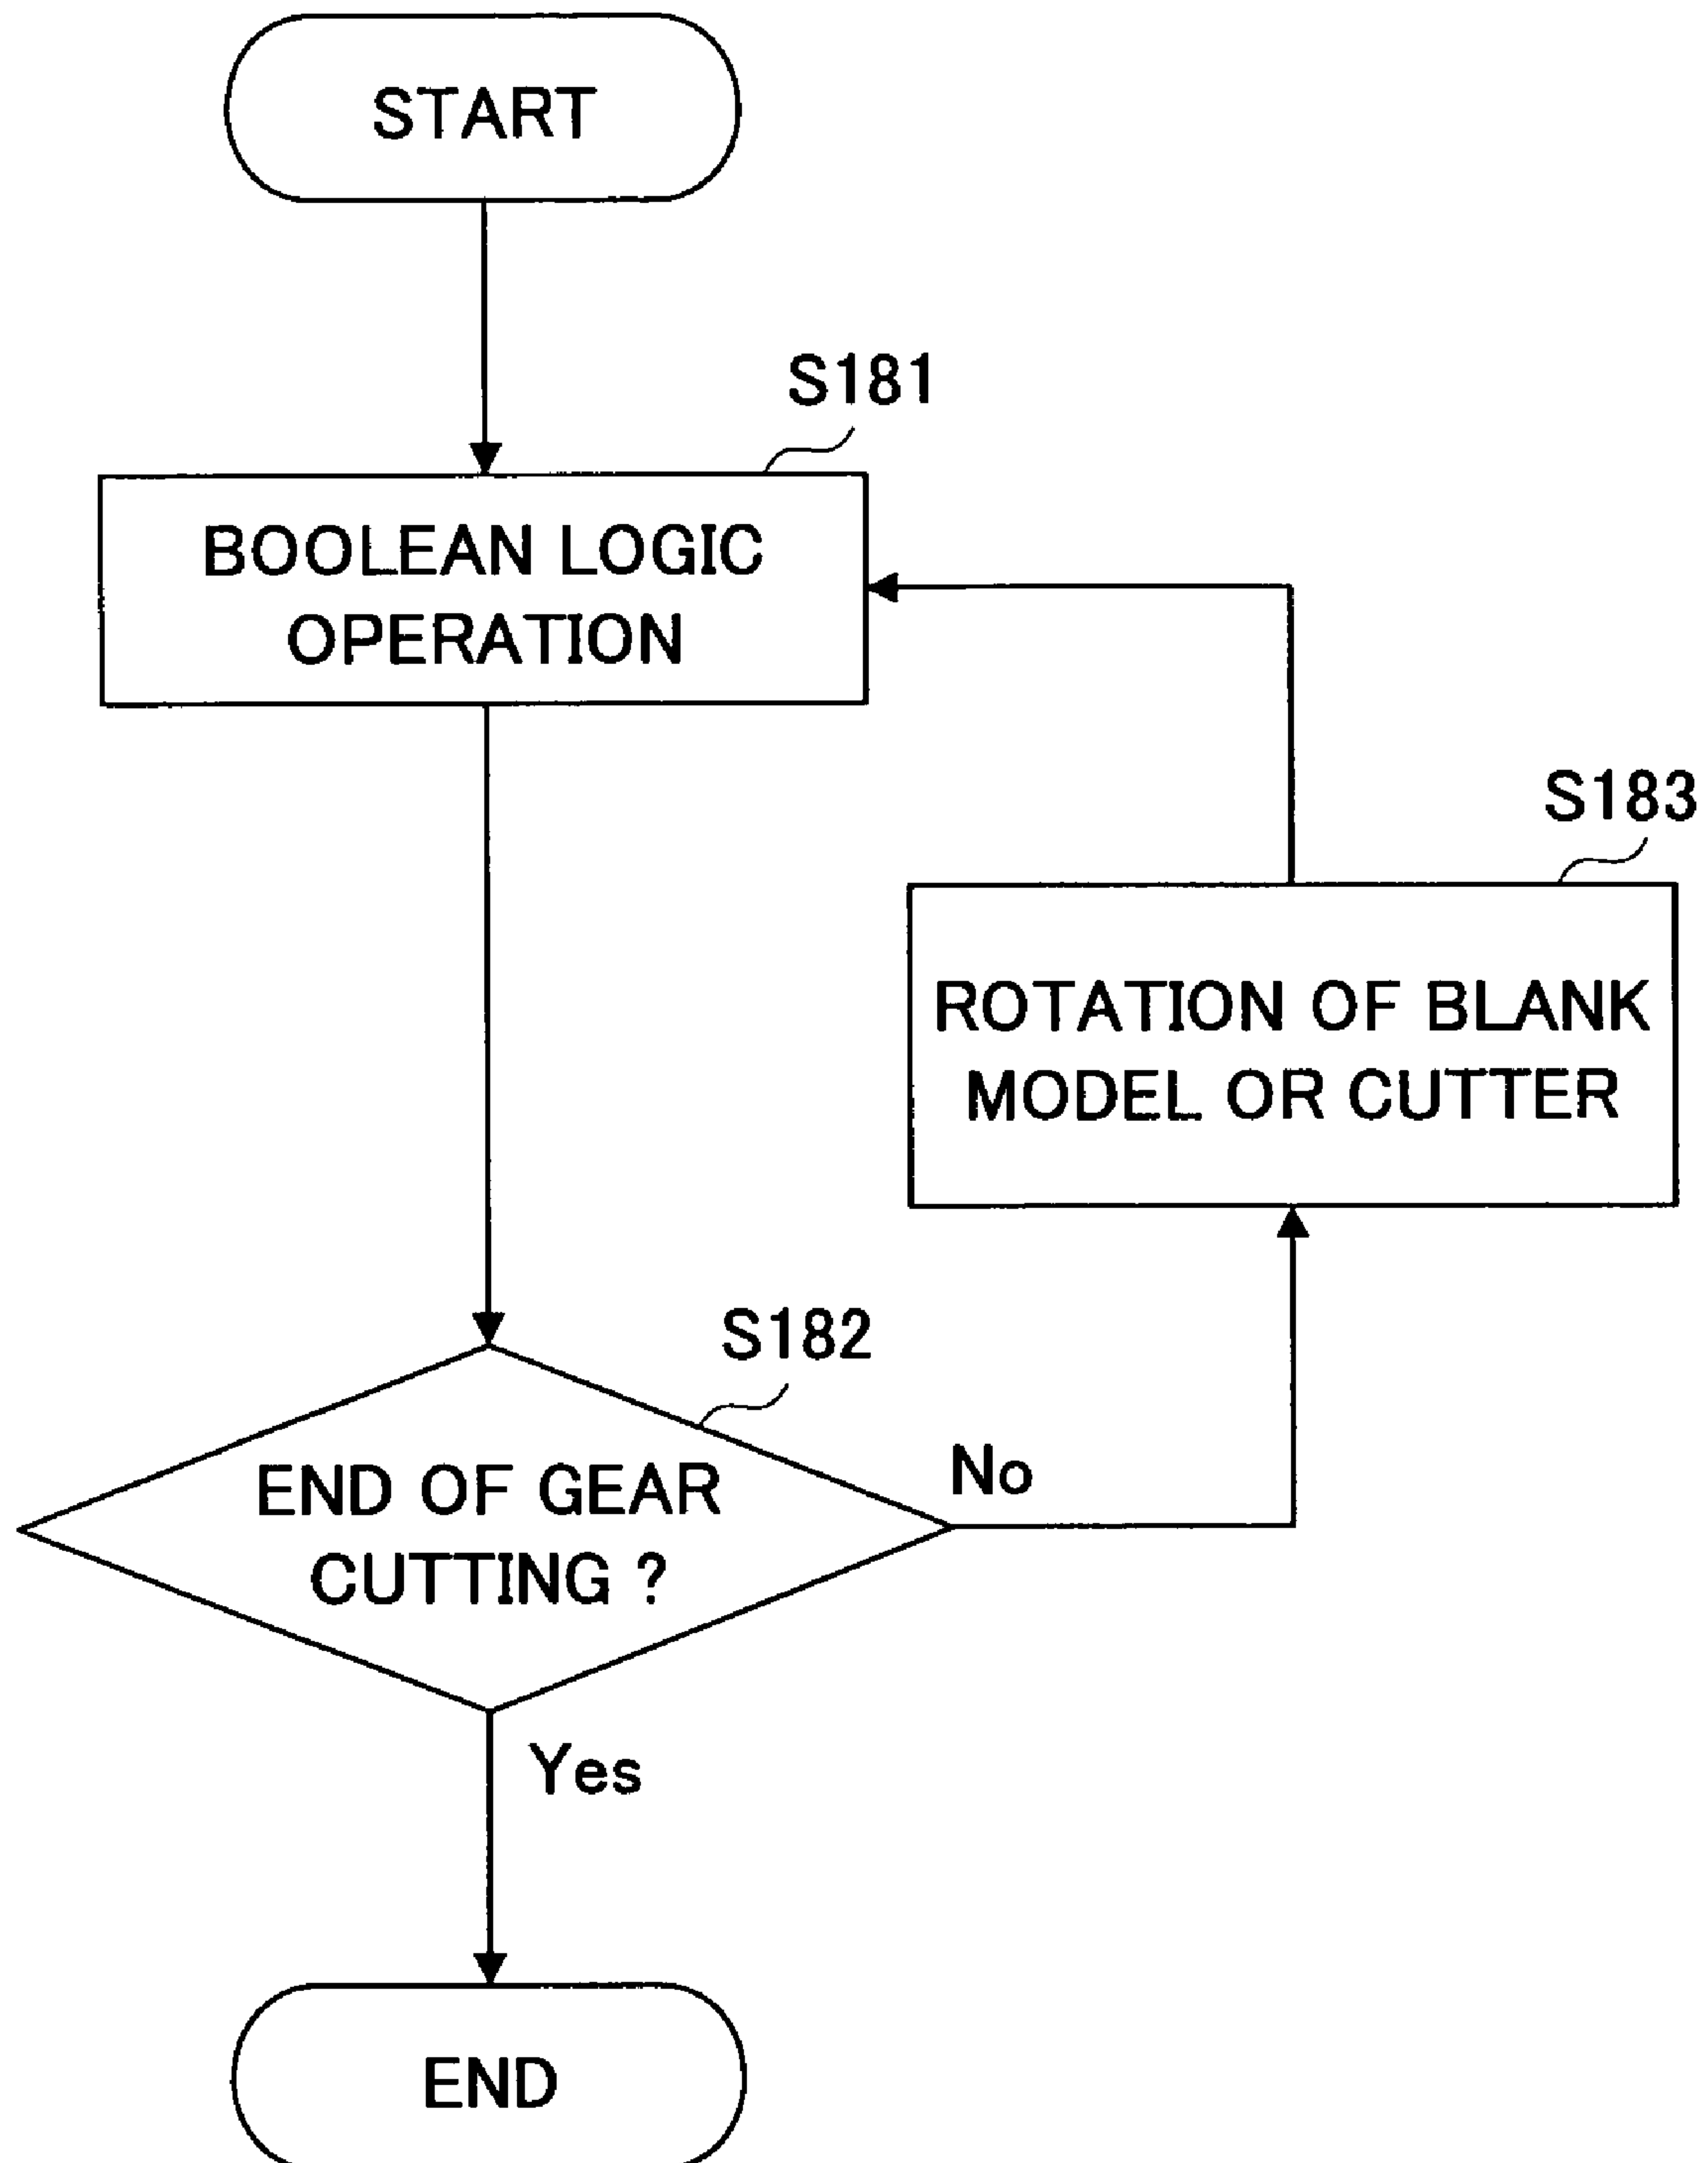 START
S181
BOOLEAN LOGIC
OPERATION
S183
ROTATION OF BLANK
MODEL OR CUTTER
S182
END OF GEAR
CUTTING ?
No
Yes
END